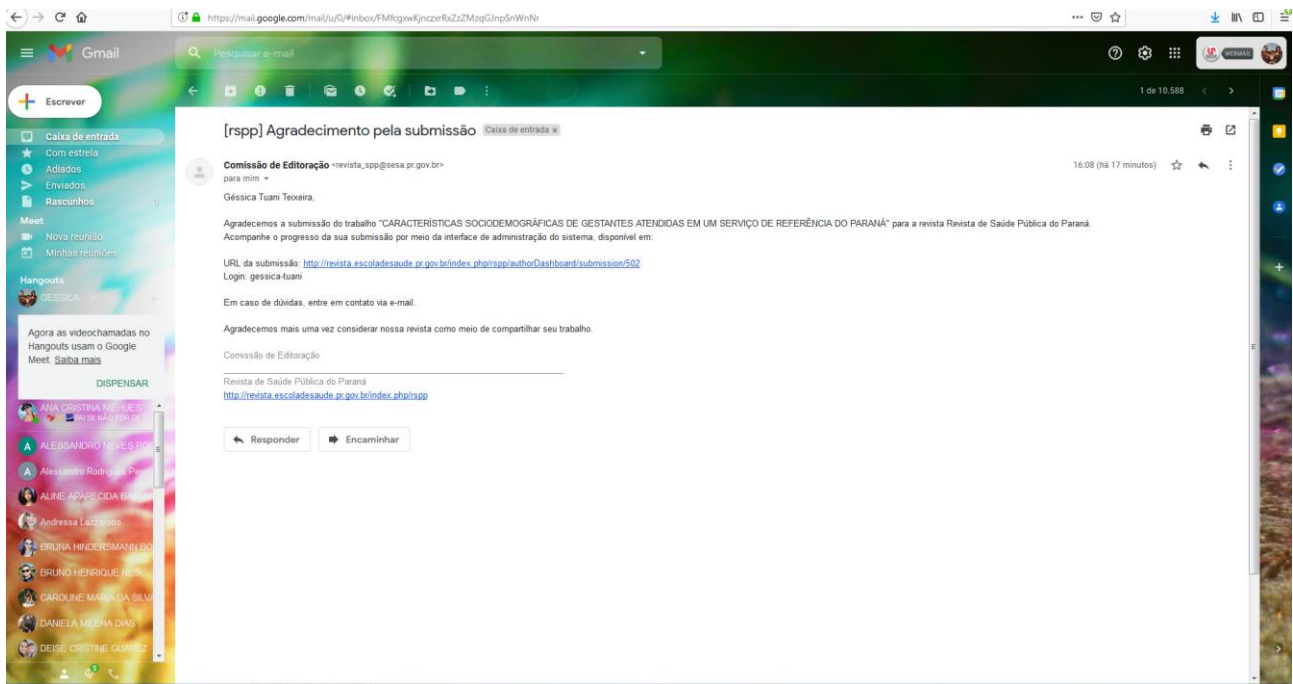 https://mail.google.com/mail/u/0/#inbox/FMfcgxwKjnczxrRxZzZMzqGJnpSnWnNr
Gmail
Pesquisar e-mail
WEBMAIL
Escrever
1 de 10.588
Caixa de entrada
Com estrela
Adiados
Enviados
Rascunhos 1
Meet
Nova reunião
Minhas reuniões
Hangouts
GESSICA
Agora as videochamadas no
Hangouts usam o Google
Meet. Saiba mais
DISPENSAR
ANA CRISTINA NIEHUES
ALESSANDRO NEVES
Alessandro Rodrigues
ALINE APARECIDA
Andressa Lazzarotto
BRUNA HINDERSMANN BO
BRUNO HENRIQUE
CAROLINE MARIA DA SILVA
DANIELA MILENA DIAS
DEISE CRISTINE
[rspp] Agradecimento pela submissão Caixa de entrada x
Comissão de Editoração <revista_spp@sesa.pr.gov.br> 16:08 (há 17 minutos)
para mim
Géssica Tuani Teixeira,
Agradecemos a submissão do trabalho "CARACTERÍSTICAS SOCIODEMOGRÁFICAS DE GESTANTES ATENDIDAS EM UM SERVIÇO DE REFERÊNCIA DO PARANÁ" para a revista Revista de Saúde Pública do Paraná.
Acompanhe o progresso da sua submissão por meio da interface de administração do sistema, disponível em:
URL da submissão: http://revista.escoladesaude.pr.gov.br/index.php/rspp/authorDashboard/submission/502
Login: gessica-tuani
Em caso de dúvidas, entre em contato via e-mail.
Agradecemos mais uma vez considerar nossa revista como meio de compartilhar seu trabalho.
Comissão de Editoração
Revista de Saúde Pública do Paraná
http://revista.escoladesaude.pr.gov.br/index.php/rspp
Responder Encaminhar